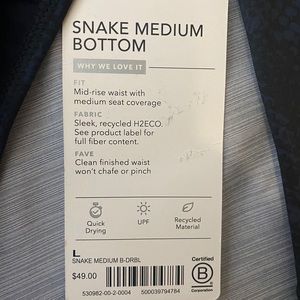 SNAKE MEDIUM
BOTTOM
WHY WE LOVE IT
FIT
Mid-rise waist with
medium seat coverage
FABRIC
Sleek, recycled H2ECO.
See product label for
full fiber content.
FAVE
Clean finished waist
won't chafe or pinch
Quick
Drying
UPF
Recycled
Material
L
SNAKE MEDIUM B-DRBL
$49.00
530982-00-2-0004
500039794784
Certified
B
Corporation